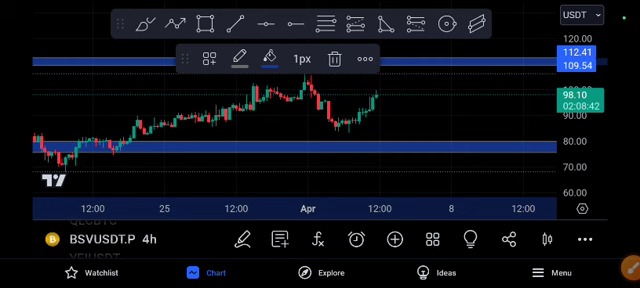 USDT
120.00
1px
112.41
109.54
98.10
02:08:42
90.00
80.00
70.00
60.00
12:00 25 12:00 Apr 12:00 8 12:00
BSVUSDT.P 4h
Watchlist Chart Explore Ideas Menu